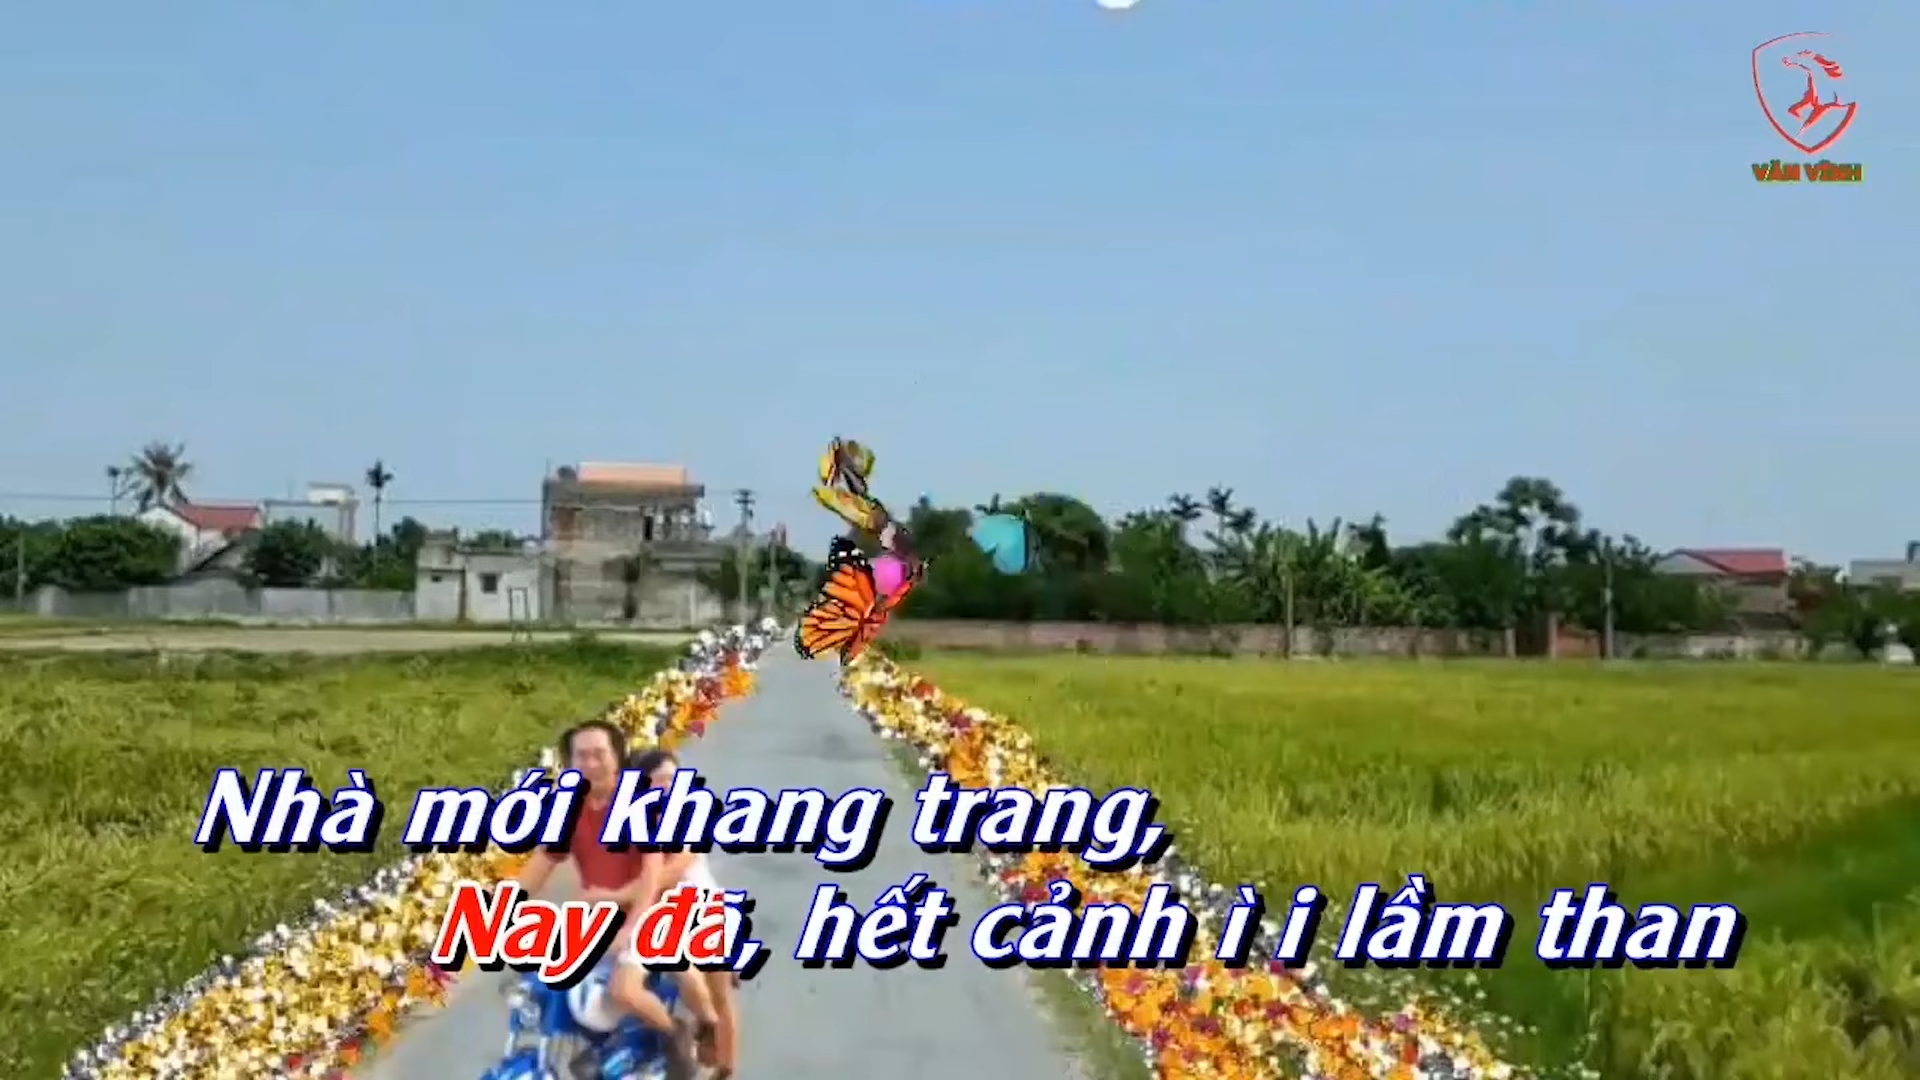 VĂN VĨNH
Nhà mới khang trang,
Nay đã, hết cảnh ì i lầm than